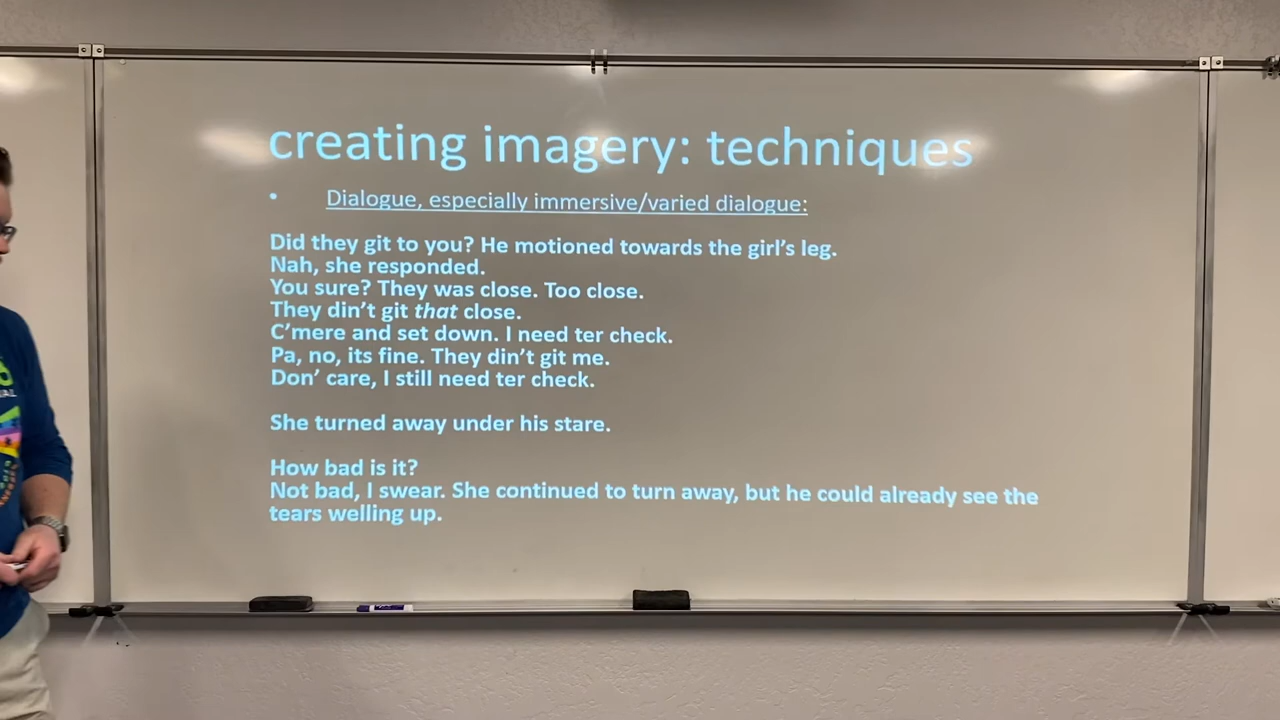 creating imagery: techniques
• Dialogue, especially immersive/varied dialogue:
Did they git to you? He motioned towards the girl's leg.
Nah, she responded.
You sure? They was close. Too close.
They din't git that close.
C'mere and set down. I need ter check.
Pa, no, its fine. They din't git me.
Don' care, I still need ter check.
She turned away under his stare.
How bad is it?
Not bad, I swear. She continued to turn away, but he could already see the
tears welling up.